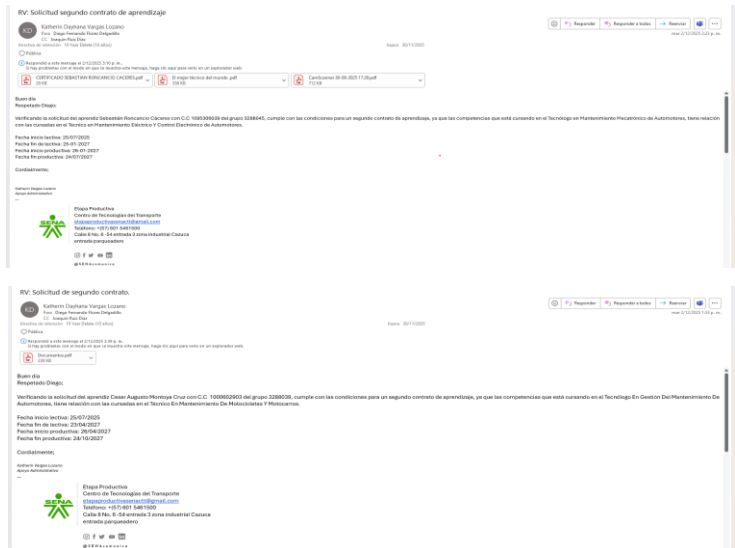 RV: Solicitud segundo contrato de aprendizaje
KD
Katherin Dayhana Vargas Lozano
Para Diego Fernando Flores Delgadillo
CC Joaquin Ruiz Diaz
Directiva de retención 10 Year Delete (10 años)
Expira 30/11/2035
Responder
Responder a todos
Reenviar
mar 2/12/2025 3:23 p. m.
Pública
Respondió a este mensaje el 2/12/2025 3:10 p. m..
Si hay problemas con el modo en que se muestra este mensaje, haga clic aquí para verlo en un explorador web.
CERTIFICADO SEBASTIAN RONCANCIO CACERES.pdf
El mejor técnico del mundo .pdf
CamScanner 30-09-2025 17.26.pdf
712 KB
Buen día
Respetado Diego;
Verificando la solicitud del aprendiz Sebastián Roncancio Cáceres con C.C del grupo 3288045, cumple con las condiciones para un segundo contrato de aprendizaje, ya que las competencias que está cursando en el Tecnólogo en Mantenimiento Mecatrónico de Automotores, tiene relación
con las cursadas en el Técnico en Mantenimiento Eléctrico Y Control Electrónico de Automotores.
Fecha inicio lectiva: 25/07/2025
Fecha fin de lectiva: 25-01-2027
Fecha inicio productiva: 26-01-2027
Fecha fin productiva: 24/07/2027
Cordialmente;
Katherin Vargas Lozano
Apoyo Administrativo
SENA
Etapa Productiva
Centro de Tecnologías del Transporte
etapaproductivasenactt@gmail.com
Teléfono: +(57) 601 5461500
Calle 8 No. 6 -54 entrada 3 zona industrial Cazuca
entrada parqueadero
@SENAcomunica
RV: Solicitud de segundo contrato.
KD
Katherin Dayhana Vargas Lozano
Para Diego Fernando Flores Delgadillo
CC Joaquin Ruiz Diaz
Directiva de retención 10 Year Delete (10 años)
Expira 30/11/2035
Responder
Responder a todos
Reenviar
Pública
Si hay problemas con el modo en que se muestra este mensaje, haga clic aquí para verlo en un explorador web.
Documentos.pdf
Buen día
Respetado Diego;
Verificando la solicitud del aprendiz Cesar Augusto Montoya Cruz con C.C 1000602903 del grupo 3288039, cumple con las condiciones para un segundo contrato de aprendizaje, ya que las competencias que está cursando en el Tecnólogo En Gestión Del Mantenimiento De
Automotores, tiene relación con las cursadas en el Técnico En Mantenimiento De Motocicletas Y Motocarros.
Fecha inicio lectiva: 25/07/2025
Fecha fin de lectiva: 23/04/2027
Fecha inicio productiva: 26/04/2027
Fecha fin productiva: 24/10/2027
Cordialmente;
Katherin Vargas Lozano
Apoyo Administrativo
SENA
Etapa Productiva
Centro de Tecnologías del Transporte
etapaproductivasenactt@gmail.com
Teléfono: +(57) 601 5461500
Calle 8 No. 6 -54 entrada 3 zona industrial Cazuca
entrada parqueadero
@SENAcomunica